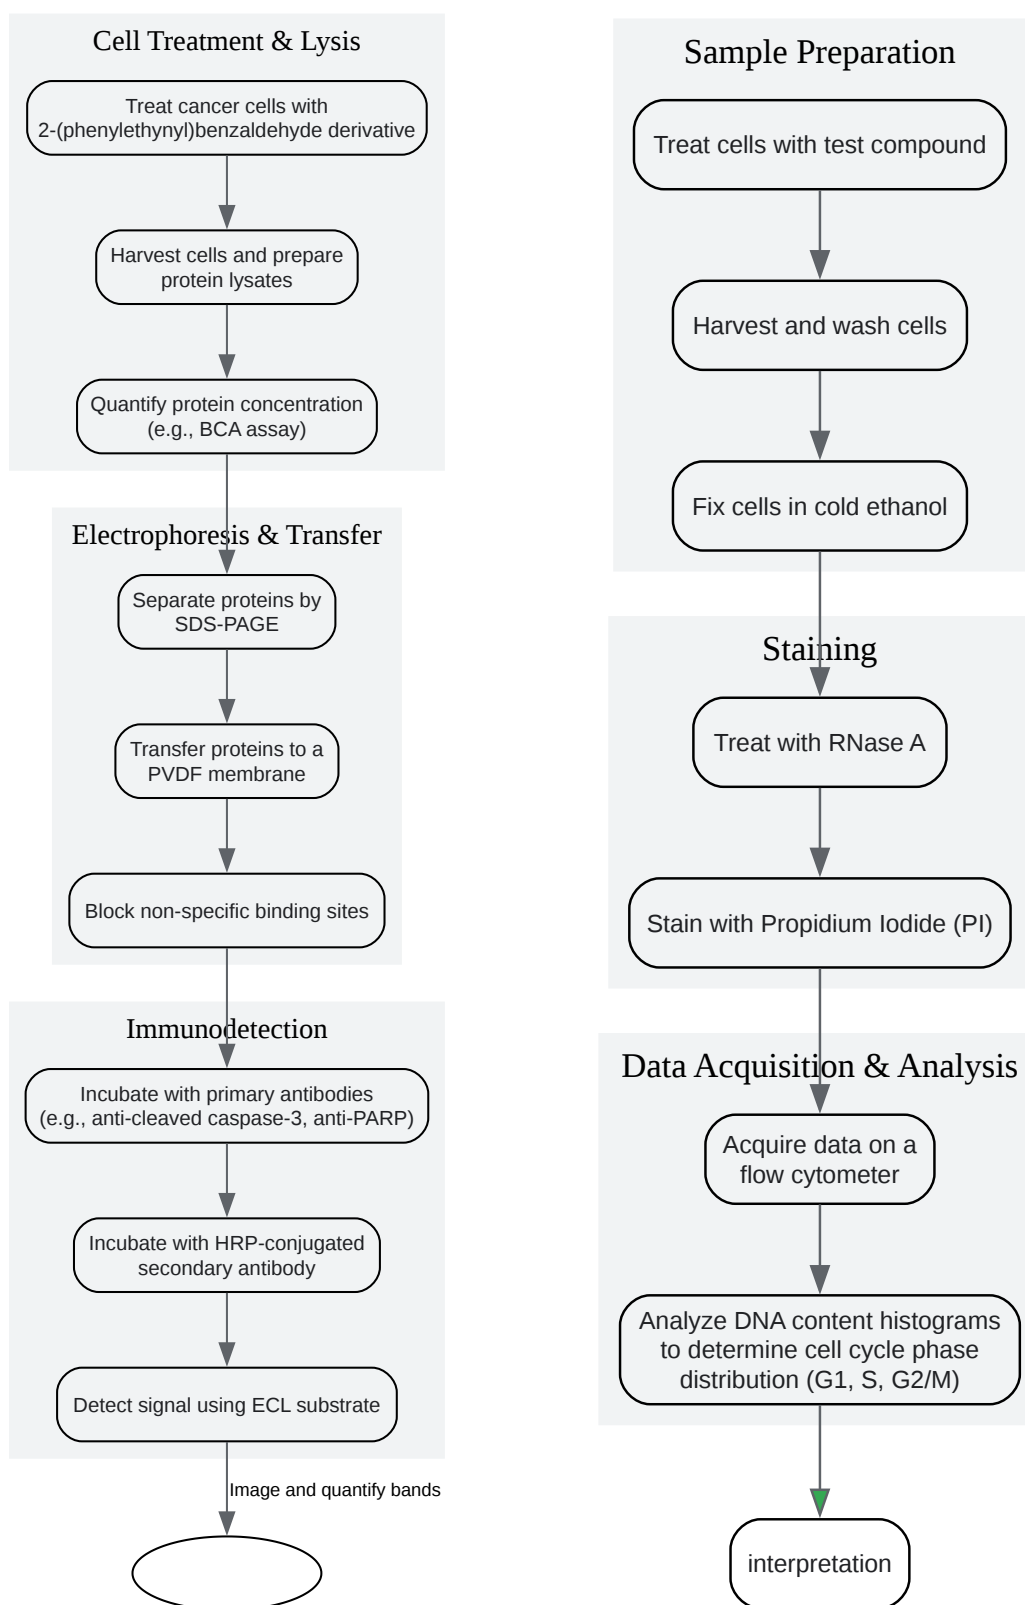 Cell Treatment & Lysis
Treat cancer cells with
2-(phenylethynyl)benzaldehyde derivative
Harvest cells and prepare
protein lysates
Quantify protein concentration
(e.g., BCA assay)
Electrophoresis & Transfer
Separate proteins by
SDS-PAGE
Transfer proteins to a
PVDF membrane
Block non-specific binding sites
Immunodetection
Incubate with primary antibodies
(e.g., anti-cleaved caspase-3, anti-PARP)
Incubate with HRP-conjugated
secondary antibody
Detect signal using ECL substrate
Image and quantify bands
Sample Preparation
Treat cells with test compound
Harvest and wash cells
Fix cells in cold ethanol
Staining
Treat with RNase A
Stain with Propidium Iodide (PI)
Data Acquisition & Analysis
Acquire data on a
flow cytometer
Analyze DNA content histograms
to determine cell cycle phase
distribution (G1, S, G2/M)
interpretation